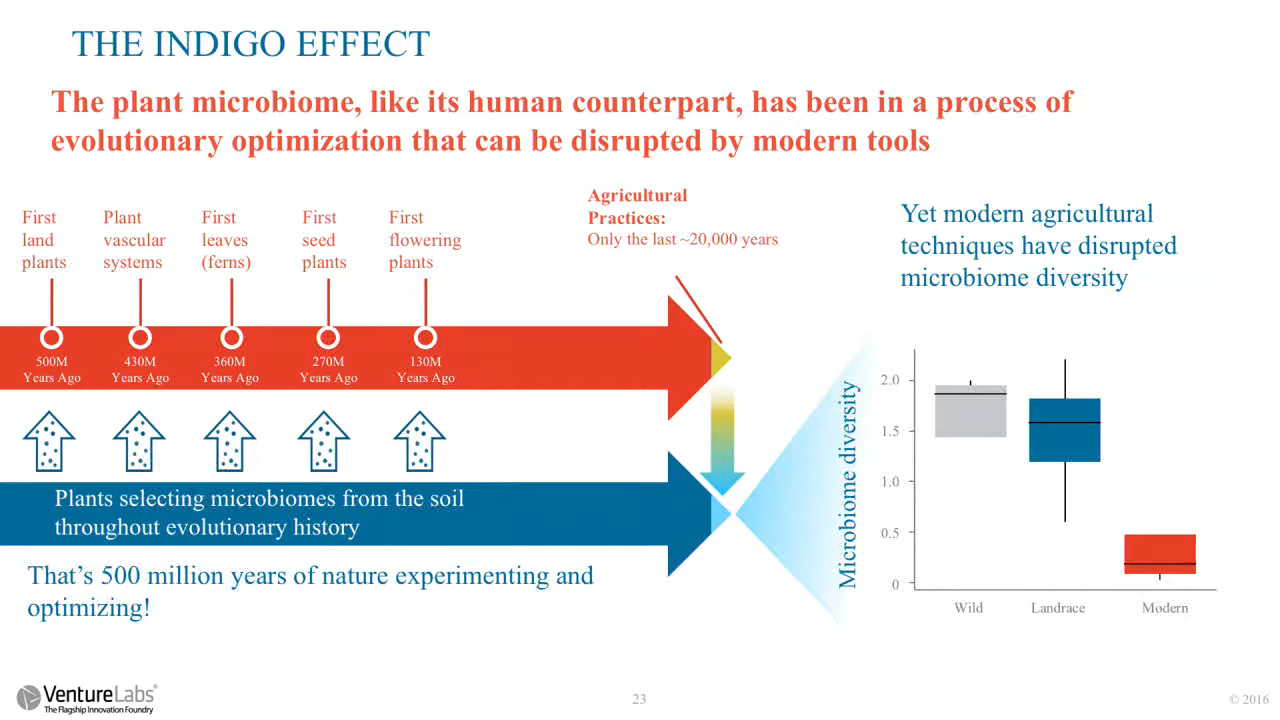 THE INDIGO EFFECT
The plant microbiome, like its human counterpart, has been in a process of
evolutionary optimization that can be disrupted by modern tools
First
land
plants
Plant
vascular
systems
First
leaves
(ferns)
First
seed
plants
First
flowering
plants
Agricultural
Practices:
Only the last ~20,000 years
500M
Years Ago
430M
Years Ago
360M
Years Ago
270M
Years Ago
130M
Years Ago
Plants selecting microbiomes from the soil
throughout evolutionary history
That's 500 million years of nature experimenting and
optimizing!
Yet modern agricultural
techniques have disrupted
microbiome diversity
Microbiome diversity
2.0
1.5
1.0
0.5
0
Wild
Landrace
Modern
VentureLabs®
The Flagship Innovation Foundry
23
© 2016